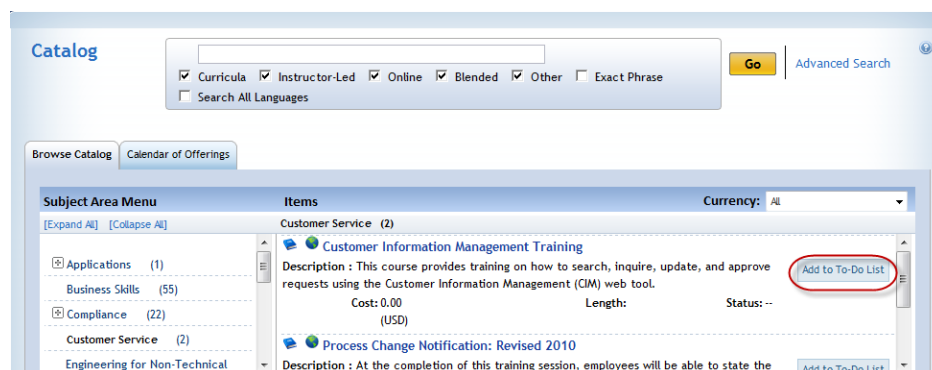 Catalog
Curricula Instructor-Led Online Blended Other Exact Phrase
Search All Languages
Go
Advanced Search
Browse Catalog Calendar of Offerings
Subject Area Menu
Items
Currency: All
[Expand All] [Collapse All]
Customer Service (2)
Applications (1)
Business Skills (55)
Compliance (22)
Customer Service (2)
Engineering for Non-Technical
Customer Information Management Training
Description : This course provides training on how to search, inquire, update, and approve
requests using the Customer Information Management (CIM) web tool.
Add to To-Do List
Cost: 0.00 Length: Status: --
(USD)
Process Change Notification: Revised 2010
Description : At the completion of this training session, employees will be able to state the
Add to To-Do List